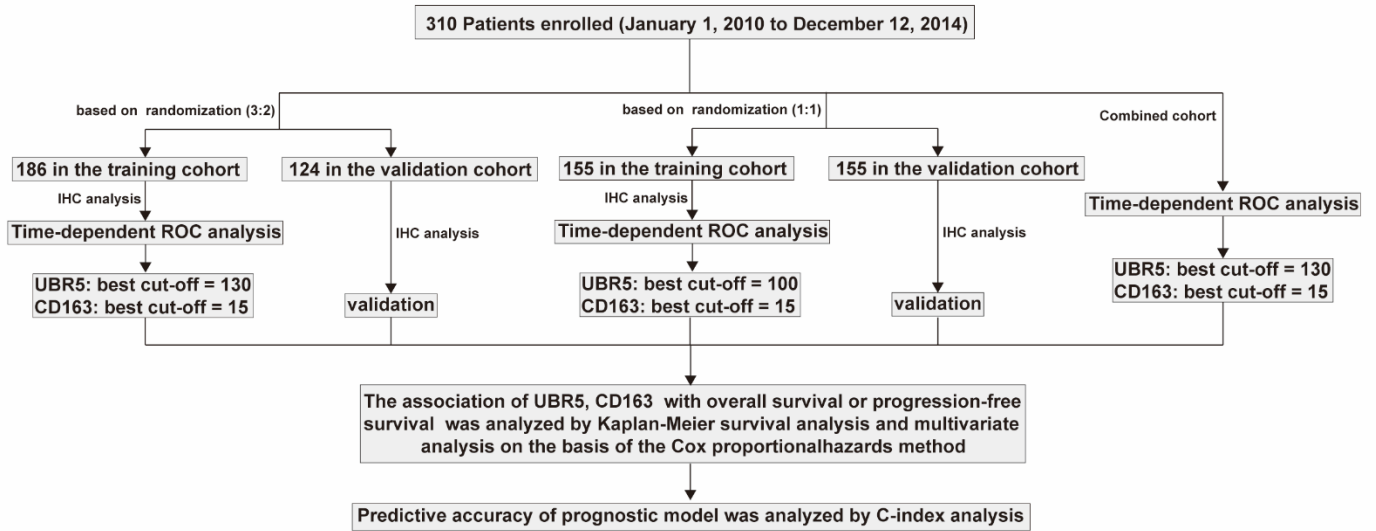 310 Patients enrolled (January 1, 2010 to December 12, 2014)
based on randomization (3:2)
based on randomization (1:1)
Combined cohort
186 in the training cohort
124 in the validation cohort
155 in the training cohort
155 in the validation cohort
IHC analysis
IHC analysis
Time-dependent ROC analysis
Time-dependent ROC analysis
Time-dependent ROC analysis
IHC analysis
IHC analysis
UBR5: best cut-off = 130
CD163: best cut-off = 15
validation
UBR5: best cut-off = 100
CD163: best cut-off = 15
validation
UBR5: best cut-off = 130
CD163: best cut-off = 15
The association of UBR5, CD163 with overall survival or progression-free
survival was analyzed by Kaplan-Meier survival analysis and multivariate
analysis on the basis of the Cox proportionalhazards method
Predictive accuracy of prognostic model was analyzed by C-index analysis